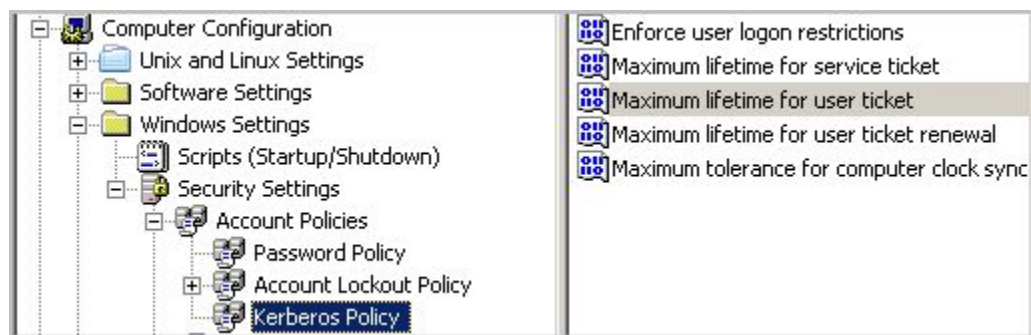 Computer Configuration
Unix and Linux Settings
Software Settings
Windows Settings
Scripts (Startup/Shutdown)
Security Settings
Account Policies
Password Policy
Account Lockout Policy
Kerberos Policy
Enforce user logon restrictions
Maximum lifetime for service ticket
Maximum lifetime for user ticket
Maximum lifetime for user ticket renewal
Maximum tolerance for computer clock sync